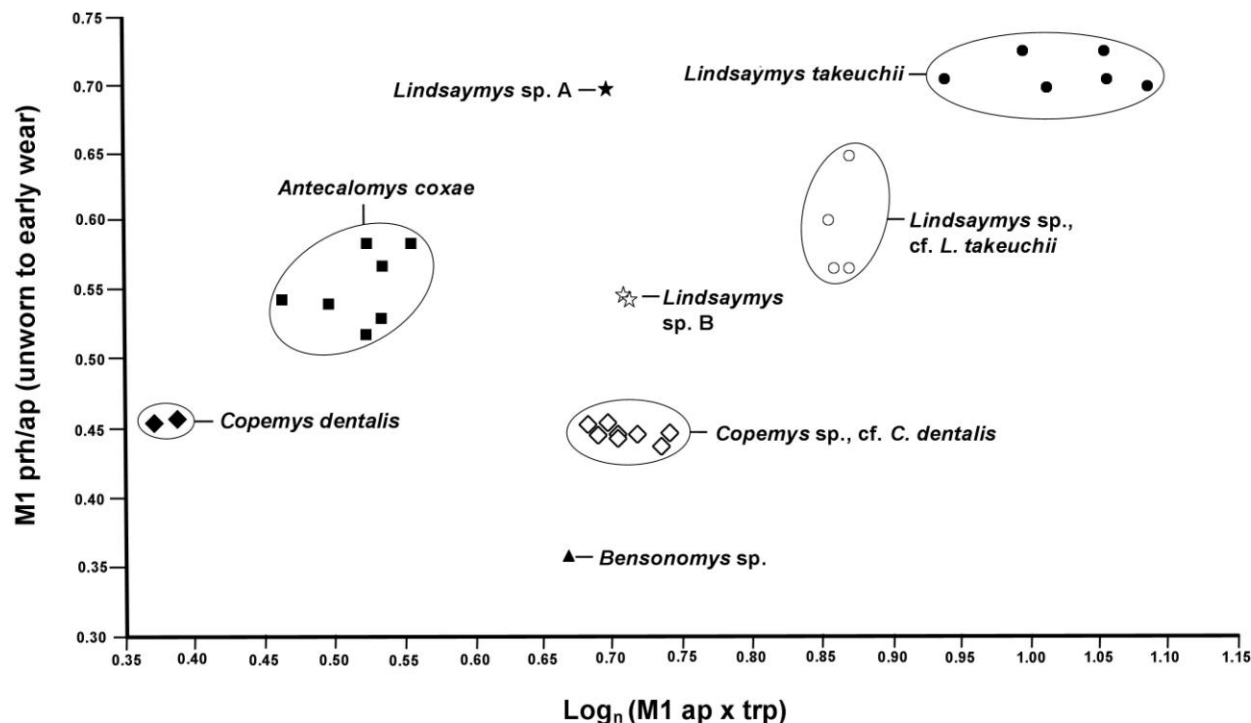 M1 prh/ap (unworn to early wear)
0.75
0.70
0.65
0.60
0.55
0.50
0.45
0.40
0.35
0.30
Lindsaymys sp. A
Lindsaymys takeuchii
Antecalomys coxae
Lindsaymys sp.,
cf. L. takeuchii
Lindsaymys
sp. B
Copemys dentalis
Copemys sp., cf. C. dentalis
Bensonomys sp.
0.35 0.40 0.45 0.50 0.55 0.60 0.65 0.70 0.75 0.80 0.85 0.90 0.95 1.00 1.05 1.10 1.15
Logn (M1 ap x trp)